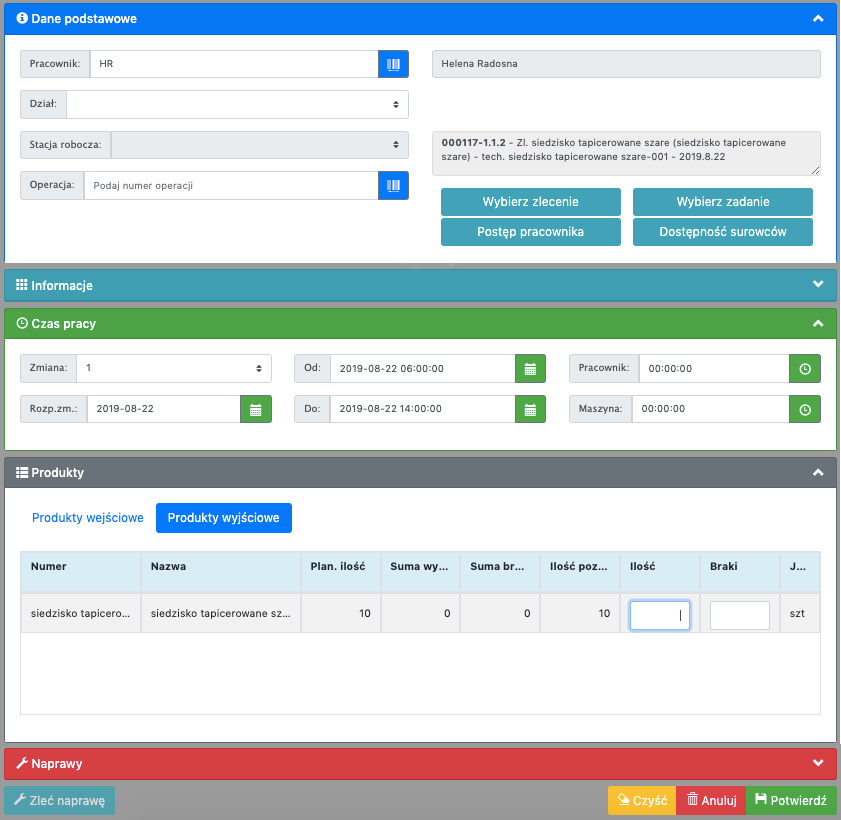 Dane podstawowe
Pracownik: HR Helena Radosna
Dział:
Stacja robocza: 000117-1.1.2 - Zl. siedzisko tapicerowane szare (siedzisko tapicerowane
szare) - tech. siedzisko tapicerowane szare-001 - 2019.8.22
Operacja: Podaj numer operacji
Wybierz zlecenie Wybierz zadanie
Postęp pracownika Dostępność surowców
Informacje
Czas pracy
Zmiana: 1 Od: 2019-08-22 06:00:00 Pracownik: 00:00:00
Rozp.zm.: 2019-08-22 Do: 2019-08-22 14:00:00 Maszyna: 00:00:00
Produkty
Produkty wejściowe Produkty wyjściowe
Numer Nazwa Plan. ilość Suma wy... Suma br... Ilość poz... Ilość Braki J...
siedzisko tapicero... siedzisko tapicerowane sz... 10 0 0 10 szt
Naprawy
Zleć naprawę Czyść Anuluj Potwierdź